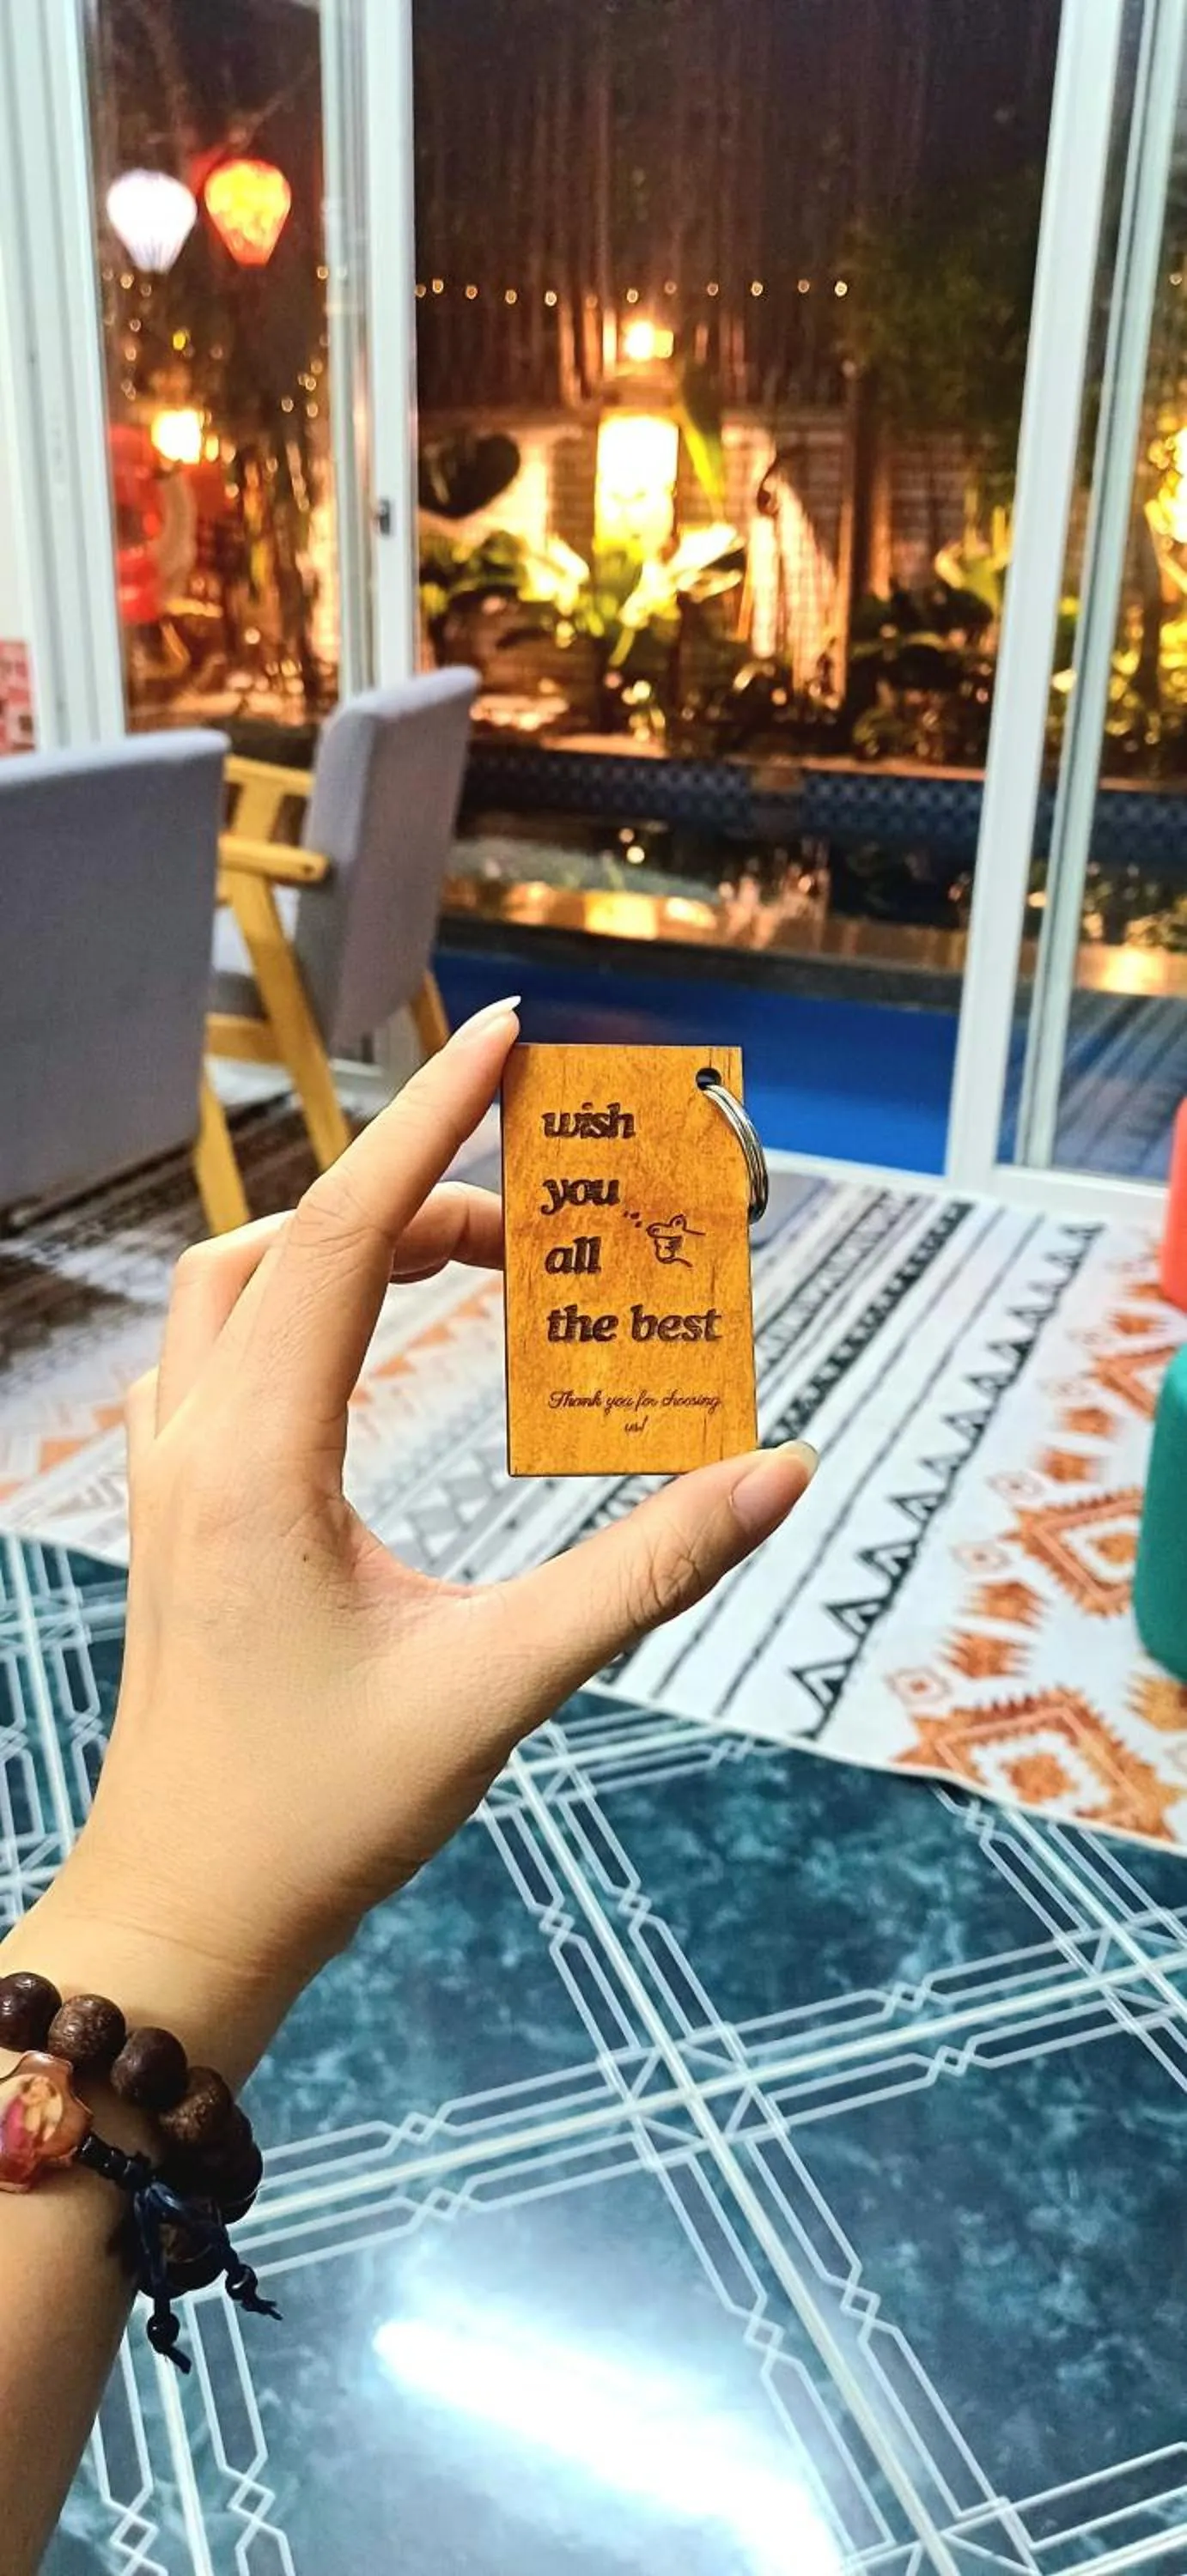 wish
you
all
the best
Thank you for choosing
us!